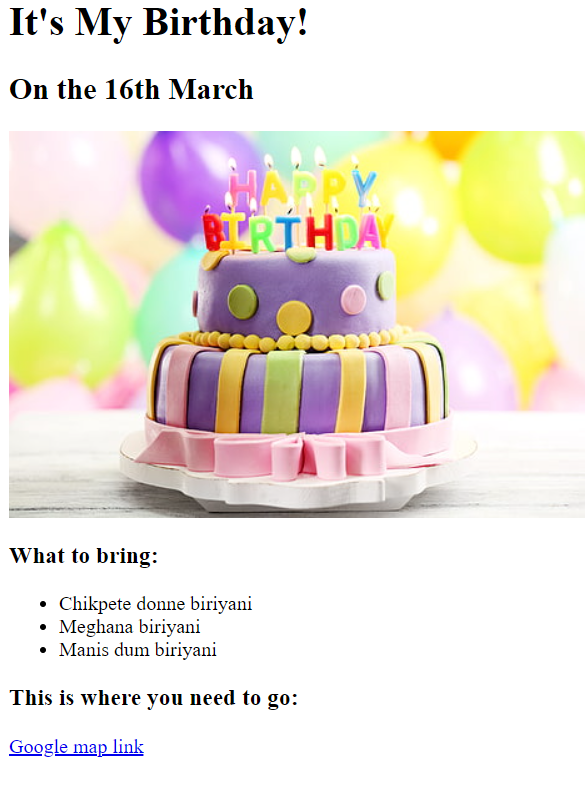 It's My Birthday!
On the 16th March
HAPPY
BIRTHDAY
What to bring:
Chikpete donne biriyani
Meghana biriyani
Manis dum biriyani
This is where you need to go:
Google map link